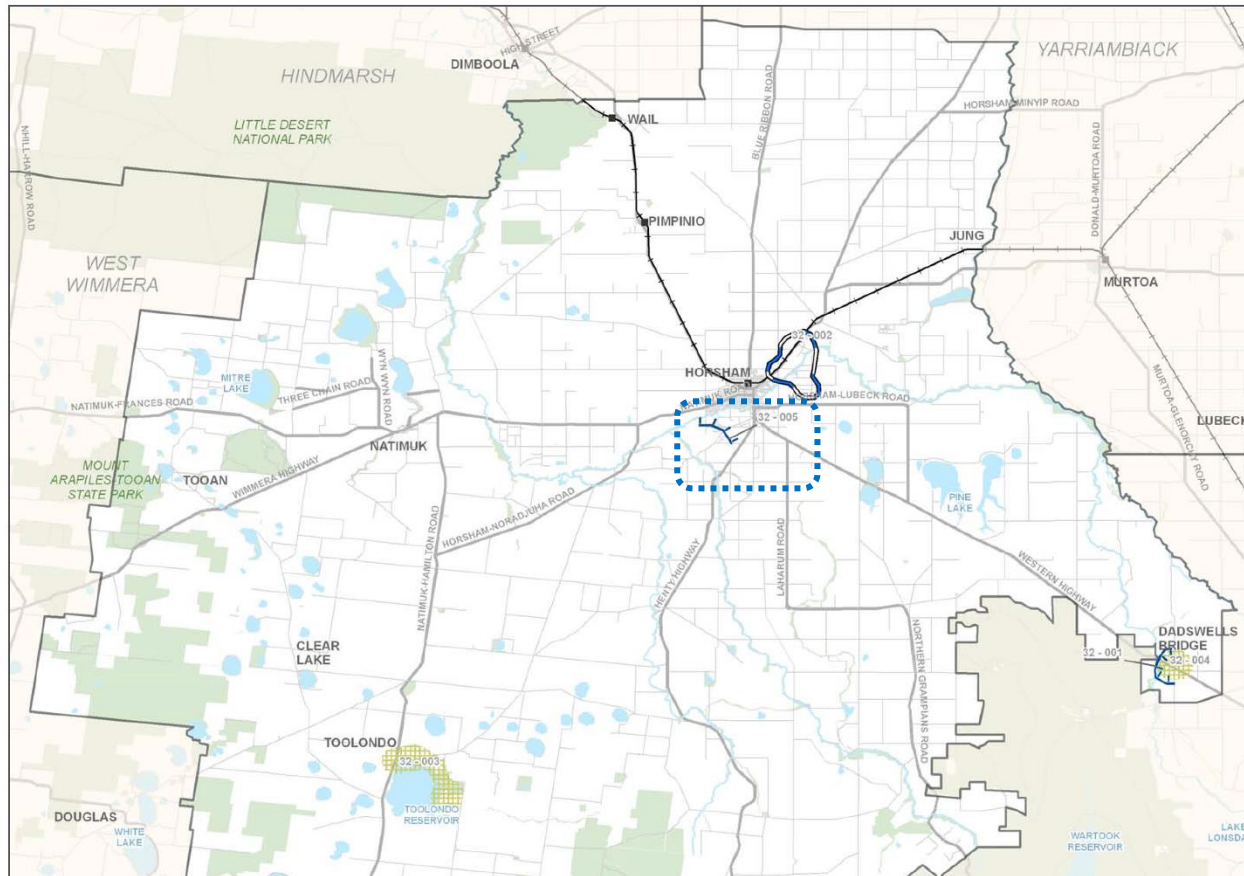 HIGH STREET
DIMBOOLA
HINDMARSH
YARRIAMBIACK
LITTLE DESERT
NATIONAL PARK
WAIL
BLUE RIBBON ROAD
HORSHAM-MINYIP ROAD
DONALD-MURTOA ROAD
NHILL-HARROW ROAD
PIMPINIO
JUNG
WEST
WIMMERA
MURTOA
32 - 002
HORSHAM
MITRE
LAKE
WYN WYN ROAD
THREE CHAIN ROAD
NATIMUK-FRANCES ROAD
-LUBECK ROAD
32 - 005
MURTOA-GLENORCHY ROAD
LUBECK
NATIMUK
MOUNT
ARAPILES-TOOAN
STATE PARK
TOOAN
WIMMERA HIGHWAY
HORSHAM-NORADJUHA ROAD
PINE
LAKE
NATIMUK-HAMILTON ROAD
HENTY HIGHWAY
LAHARUM ROAD
WESTERN HIGHWAY
CLEAR
LAKE
NORTHERN GRAMPIANS ROAD
DADSWELLS
BRIDGE
32 - 001
32 - 004
TOOLONDO
32 - 003
TOOLONDO
RESERVOIR
DOUGLAS
WHITE
LAKE
WARTOOK
RESERVOIR
LAKE
LONSDA